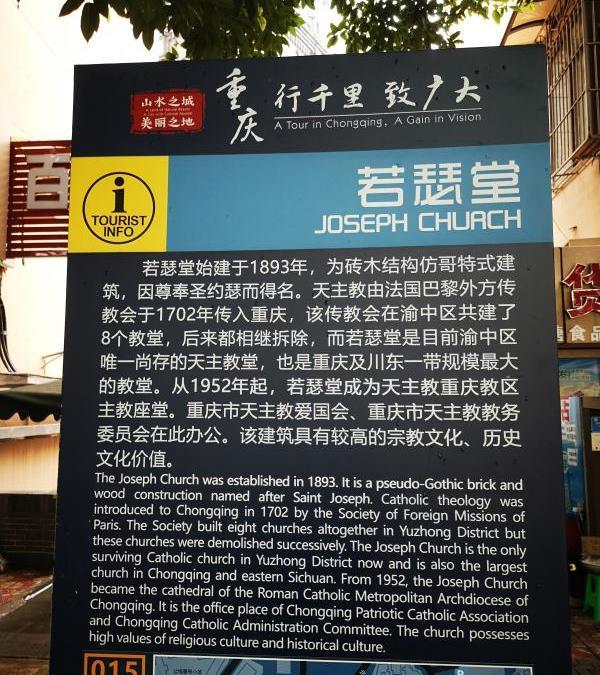 山水之城
A Land of Natural Beauty
A City with Cultural Appeal
美丽之地
重庆
行千里 致广大
A Tour in Chongqing, A Gain in Vision
百
i
TOURIST
INFO
若瑟堂
JOSEPH CHURCH
若瑟堂始建于1893年，为砖木结构仿哥特式建
筑，因尊奉圣约瑟而得名。天主教由法国巴黎外方传
教会于1702年传入重庆，该传教会在渝中区共建了
8个教堂，后来都相继拆除，而若瑟堂是目前渝中区
唯一尚存的天主教堂，也是重庆及川东一带规模最大
的教堂。从1952年起，若瑟堂成为天主教重庆教区
主教座堂。重庆市天主教爱国会、重庆市天主教教务
委员会在此办公。该建筑具有较高的宗教文化、历史
文化价值。
The Joseph Church was established in 1893. It is a pseudo-Gothic brick and
wood construction named after Saint Joseph. Catholic theology was
introduced to Chongqing in 1702 by the Society of Foreign Missions of
Paris. The Society built eight churches altogether in Yuzhong District but
these churches were demolished successively. The Joseph Church is the only
surviving Catholic church in Yuzhong District now and is also the largest
church in Chongqing and eastern Sichuan. From 1952, the Joseph Church
became the cathedral of the Roman Catholic Metropolitan Archdiocese of
Chongqing. It is the office place of Chongqing Patriotic Catholic Association
and Chongqing Catholic Administration Committee. The church possesses
high values of religious culture and historical culture.
货
食品
015